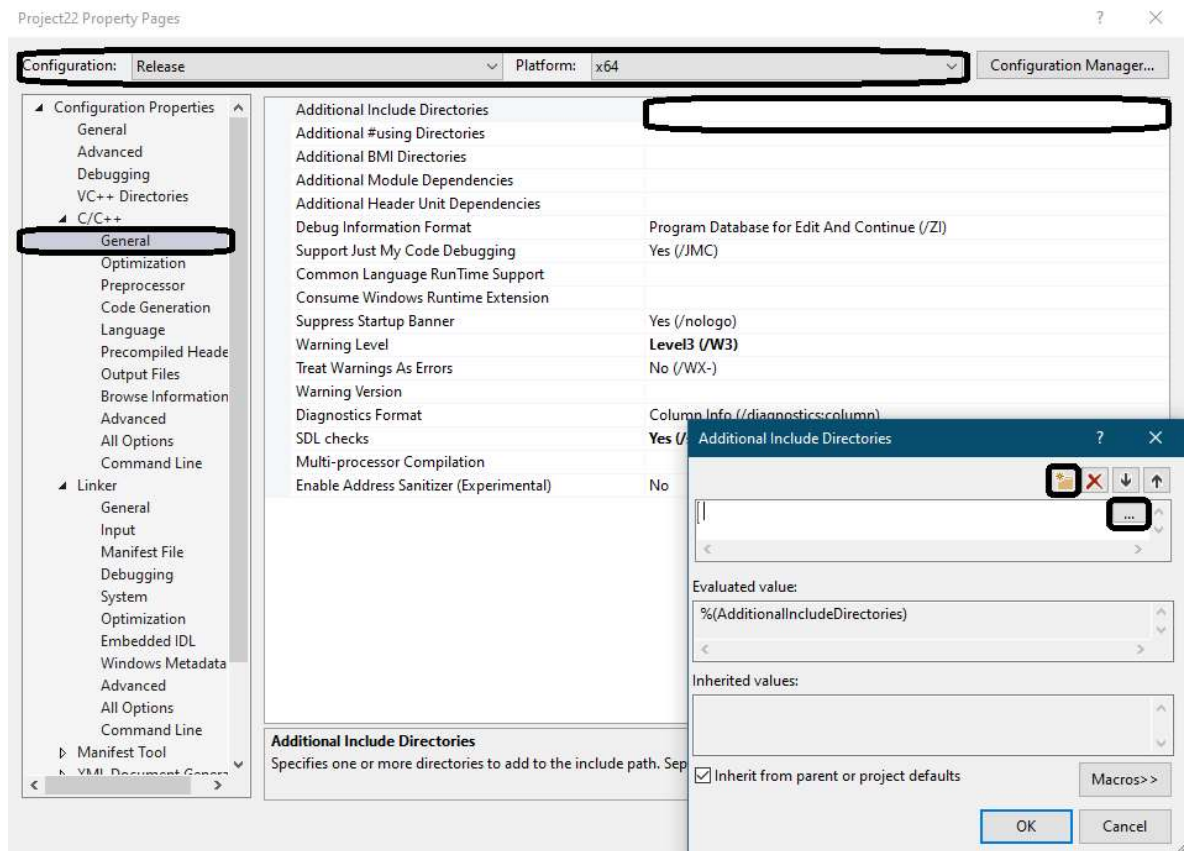 Project22 Property Pages ? ×
Configuration: Release Platform: x64 Configuration Manager...
Configuration Properties
General
Advanced
Debugging
VC++ Directories
C/C++
General
Optimization
Preprocessor
Code Generation
Language
Precompiled Heade
Output Files
Browse Information
Advanced
All Options
Command Line
Linker
General
Input
Manifest File
Debugging
System
Optimization
Embedded IDL
Windows Metadata
Advanced
All Options
Command Line
Manifest Tool
XML Document Genera
Additional Include Directories
Additional #using Directories
Additional BMI Directories
Additional Module Dependencies
Additional Header Unit Dependencies
Debug Information Format Program Database for Edit And Continue (/ZI)
Support Just My Code Debugging Yes (/JMC)
Common Language RunTime Support
Consume Windows Runtime Extension
Suppress Startup Banner Yes (/nologo)
Warning Level Level3 (/W3)
Treat Warnings As Errors No (/WX-)
Warning Version
Diagnostics Format Column Info (/diagnostics:column)
SDL checks Yes (/
Multi-processor Compilation
Enable Address Sanitizer (Experimental) No
Additional Include Directories
Specifies one or more directories to add to the include path. Sep
Additional Include Directories ? ×
...
Evaluated value:
%(AdditionalIncludeDirectories)
Inherited values:
Inherit from parent or project defaults
Macros>>
OK Cancel